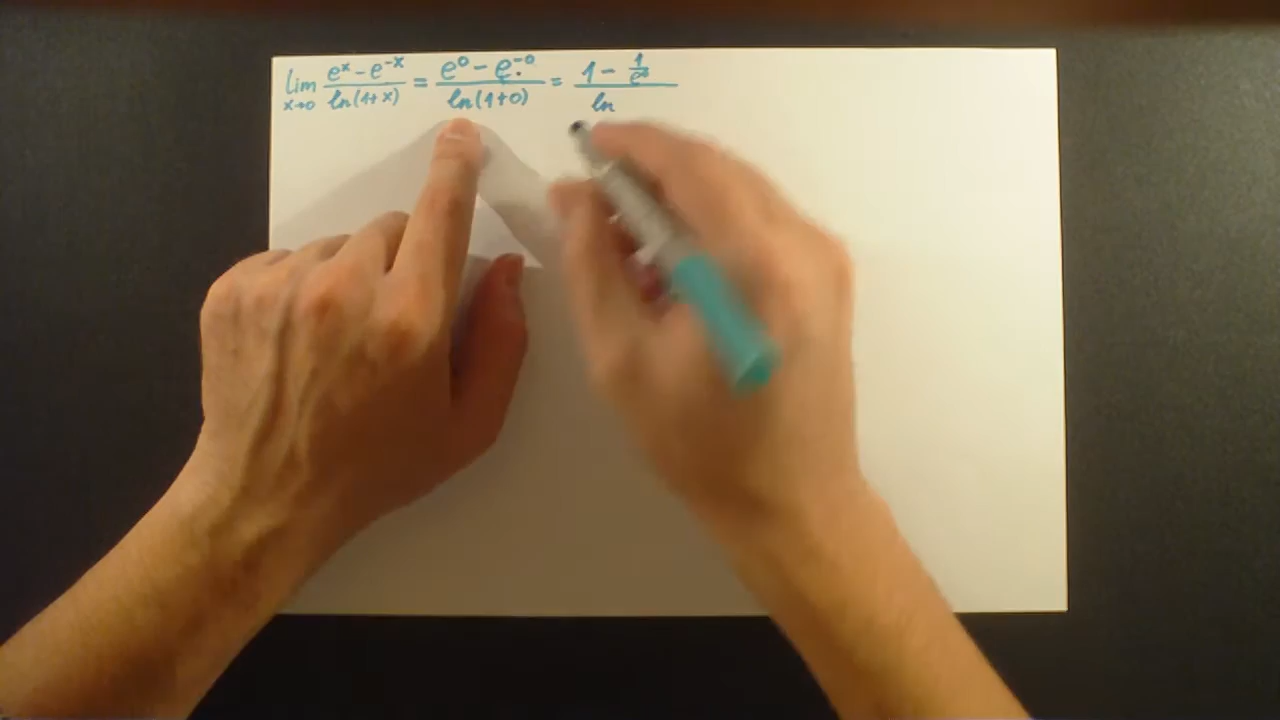 lim x→0 (e^x - e^-x)/(ln(1+x)) = (e^0 - e^-0)/(ln(1+0)) = (1 - 1/e^0)/(ln